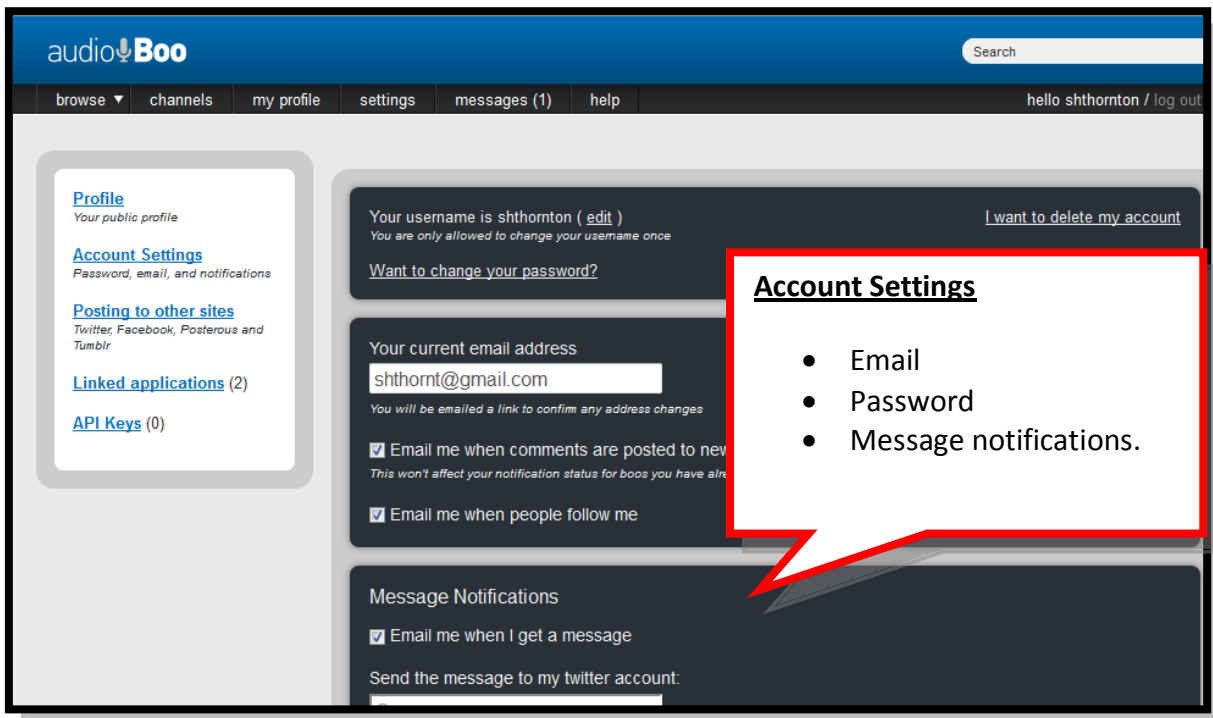 audioBoo
Search
browse ▼ channels my profile settings messages (1) help hello shthornton / log out
Profile
Your public profile
Account Settings
Password, email, and notifications
Posting to other sites
Twitter, Facebook, Posterous and
Tumblr
Linked applications (2)
API Keys (0)
Your username is shthornton ( edit )
I want to delete my account
You are only allowed to change your username once
Want to change your password?
Your current email address
shthornt@gmail.com
You will be emailed a link to confirm any address changes
Email me when comments are posted to new
This won't affect your notification status for boos you have
Email me when people follow me
Account Settings
• Email
• Password
• Message notifications.
Message Notifications
Email me when I get a message
Send the message to my twitter account: